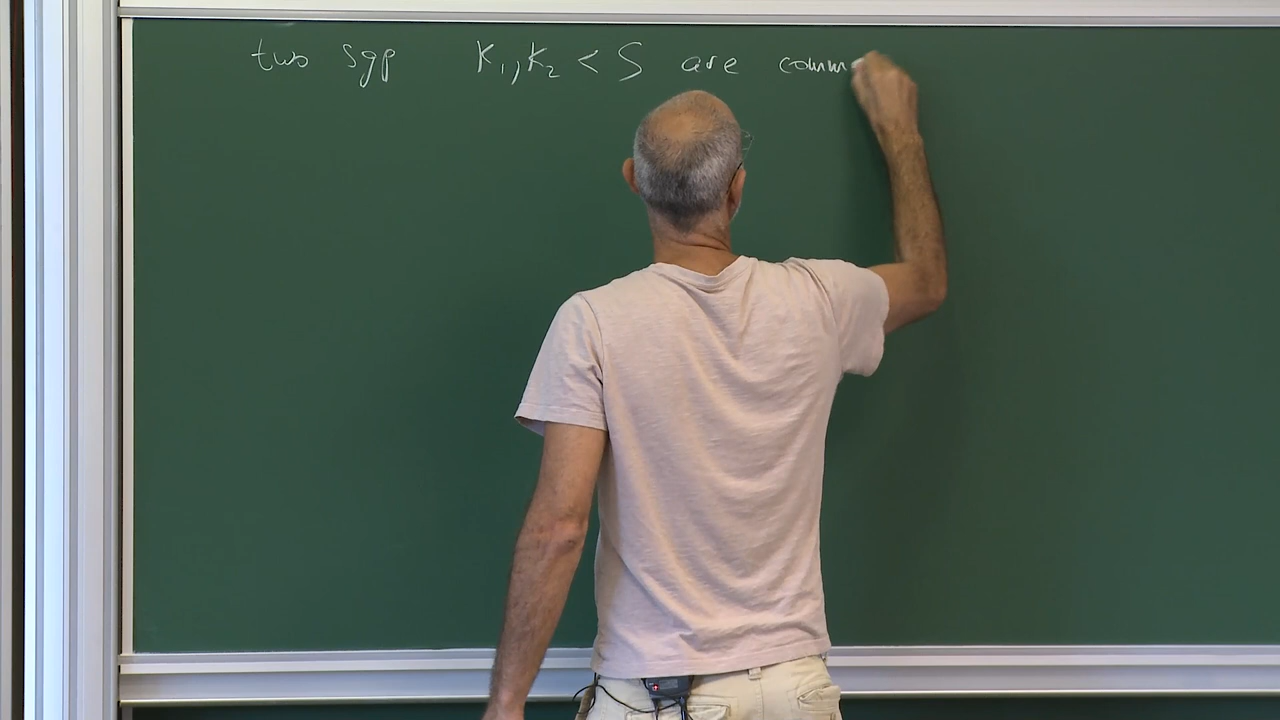 two sgp K₁, K₂ < S are comm